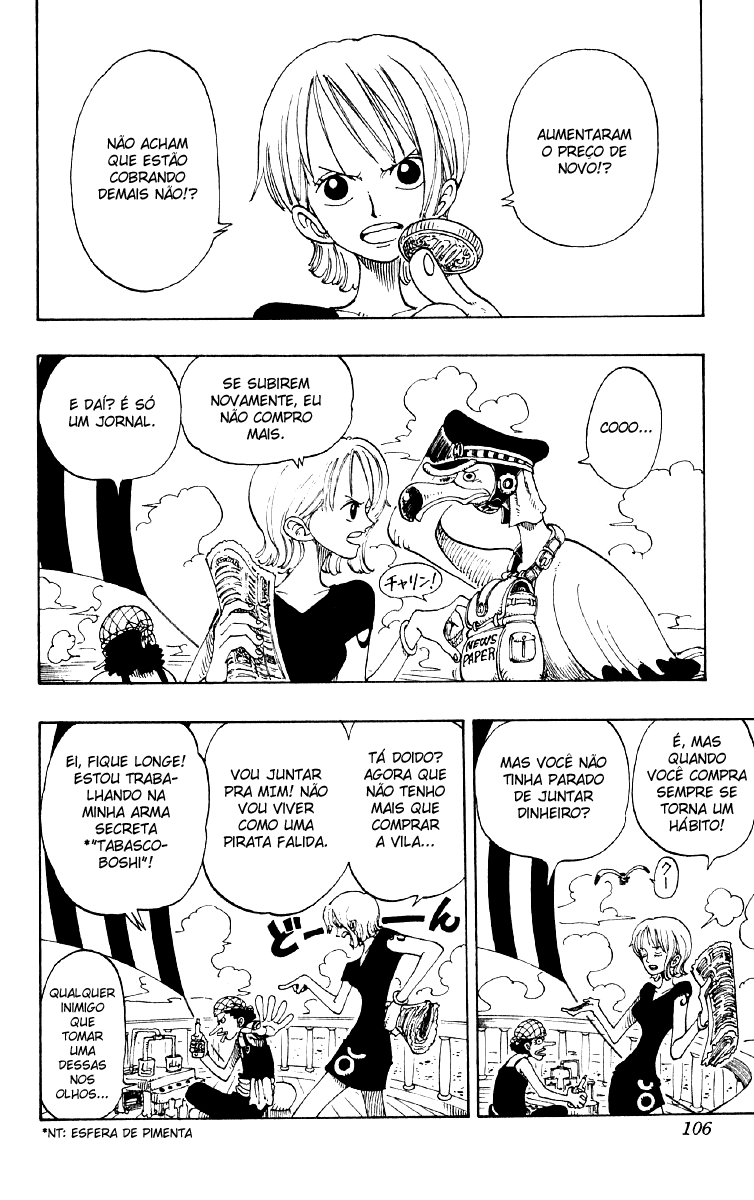 AUMENTARAM
O PREÇO DE
NOVO!?
NÃO ACHAM
QUE ESTÃO
COBRANDO
DEMAIS NÃO!?
COOO...
SE SUBIREM
NOVAMENTE, EU
NÃO COMPRO
MAIS.
E DAÍ? É SÓ
UM JORNAL.
チャリン!
NEWS
PAPER
É, MAS
QUANDO
VOCÊ COMPRA
SEMPRE SE
TORNA UM
HÁBITO!
MAS VOCÊ NÃO
TINHA PARADO
DE JUNTAR
DINHEIRO?
クー
TÁ DOIDO?
AGORA QUE
NÃO TENHO
MAIS QUE
COMPRAR
A VILA...
VOU JUNTAR
PRA MIM! NÃO
VOU VIVER
COMO UMA
PIRATA FALIDA.
EI, FIQUE LONGE!
ESTOU TRABA-
LHANDO NA
MINHA ARMA
SECRETA
*"TABASCO-
BOSHI"!
どーーん
QUALQUER
INIMIGO
QUE
TOMAR
UMA
DESSAS
NOS
OLHOS...
*NT: ESFERA DE PIMENTA
106